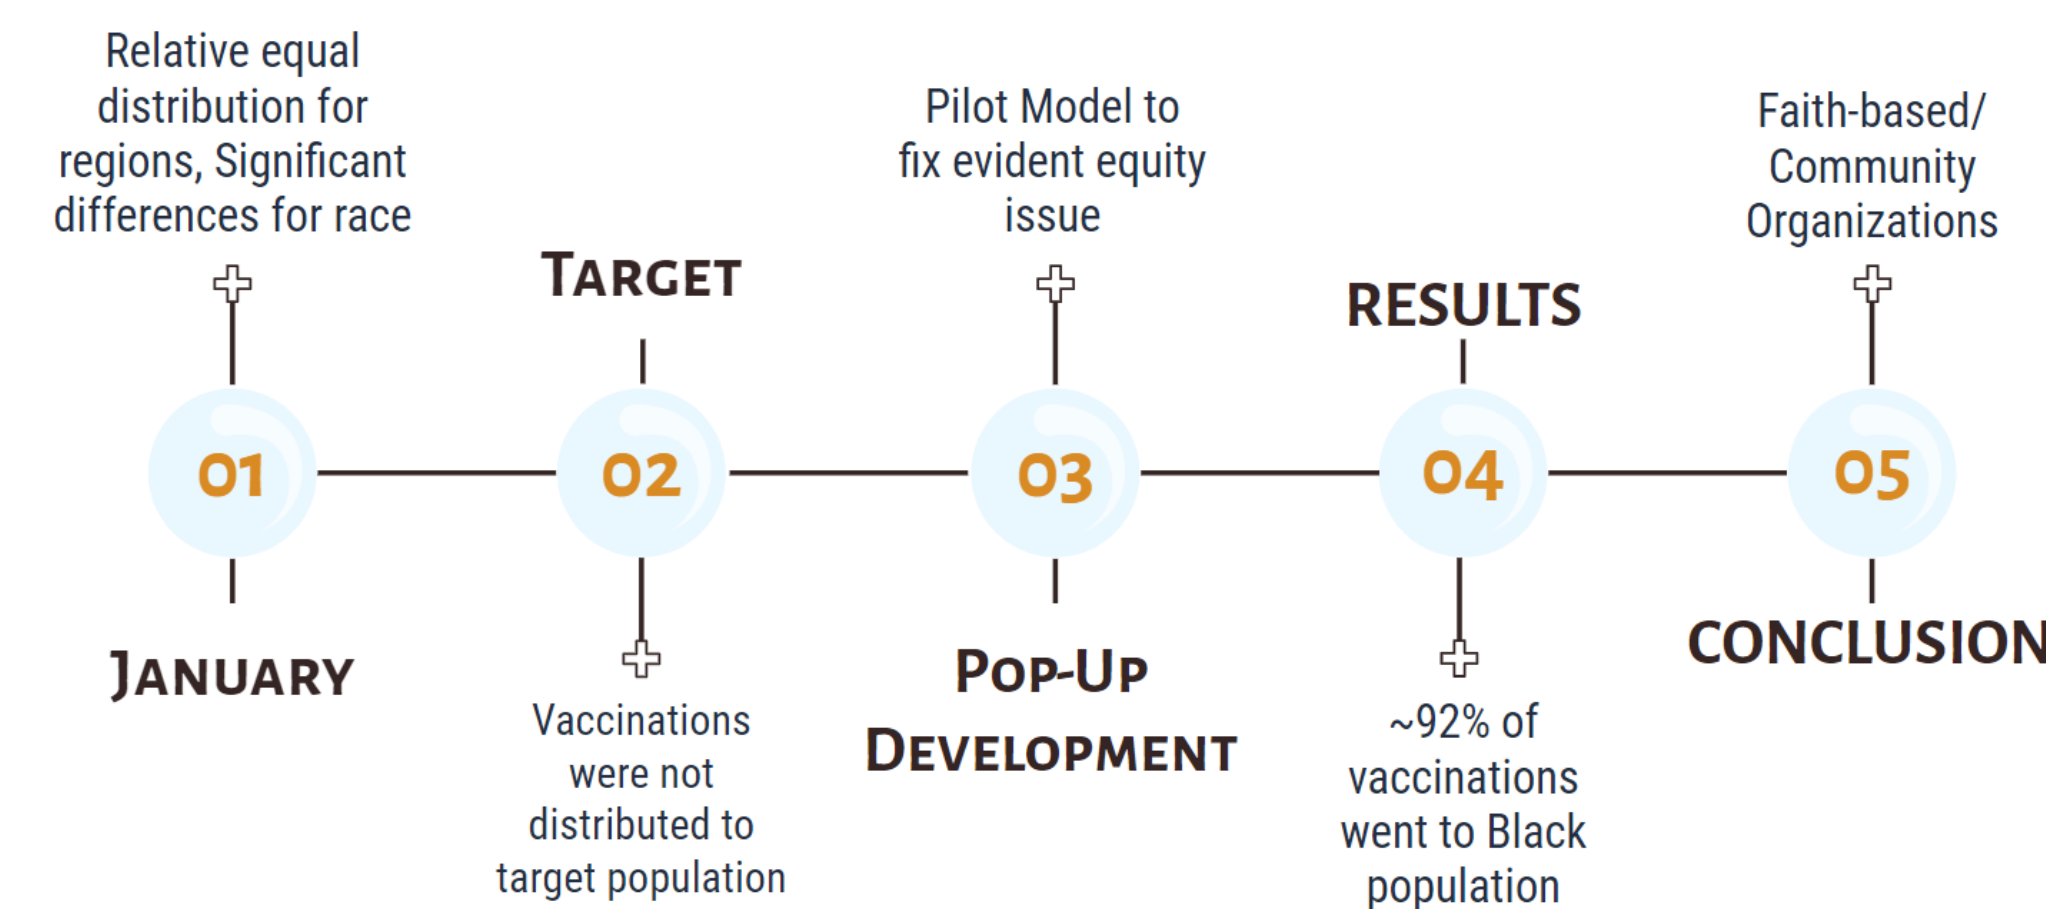 Relative equal
distribution for
regions, Significant
differences for race
01
JANUARY
TARGET
02
Vaccinations
were not
distributed to
target population
Pilot Model to
fix evident equity
issue
03
POP-UP
DEVELOPMENT
RESULTS
04
~92% of
vaccinations
went to Black
population
Faith-based/
Community
Organizations
05
CONCLUSION